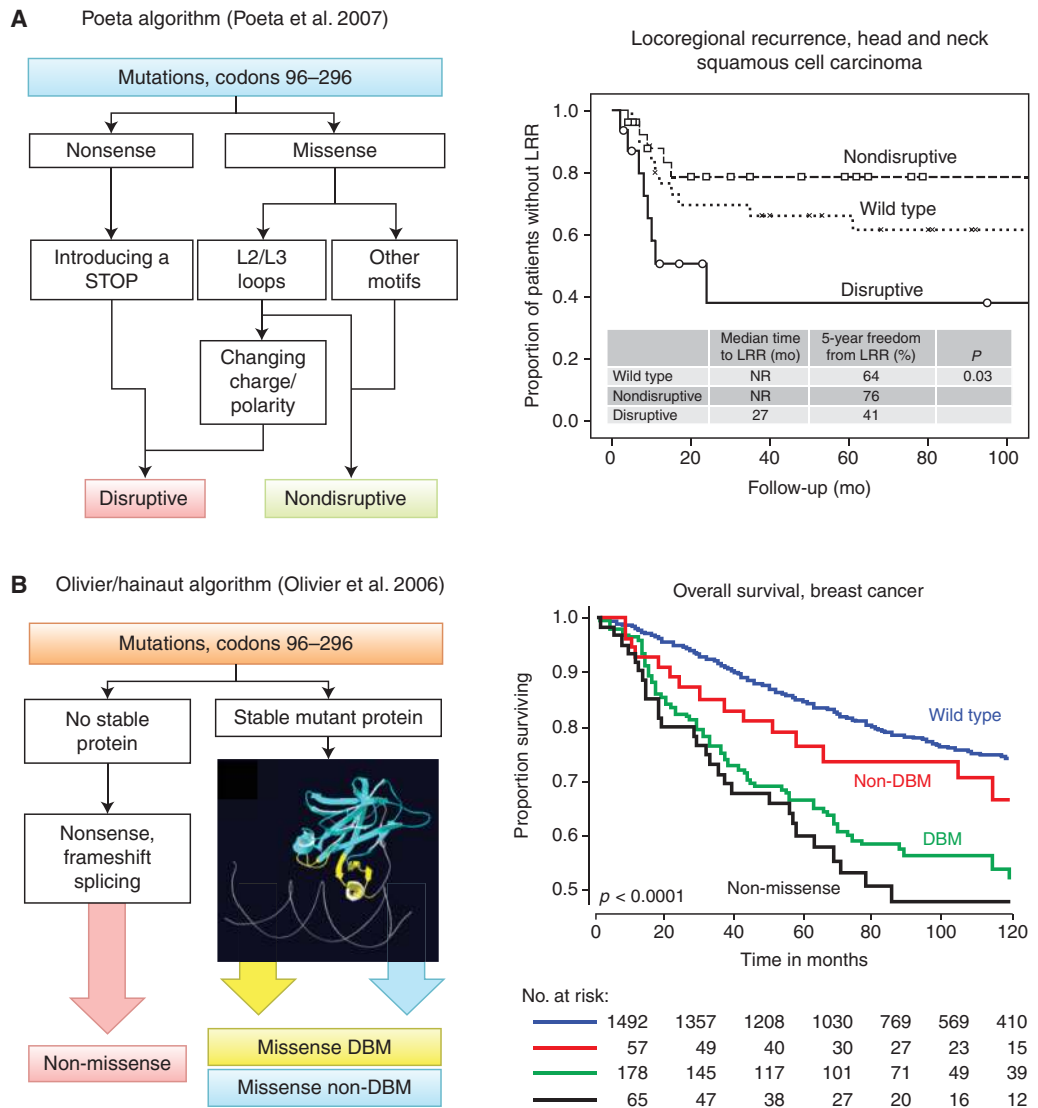 A
Poeta algorithm (Poeta et al. 2007)
Mutations, codons 96–296
Nonsense
Missense
Introducing a
STOP
L2/L3
loops
Other
motifs
Changing
charge/
polarity
Disruptive
Nondisruptive
Locoregional recurrence, head and neck
squamous cell carcinoma
Proportion of patients without LRR
1.0
0.8
0.6
0.4
0.2
0.0
Nondisruptive
Wild type
Disruptive
Median time
to LRR (mo)
5-year freedom
from LRR (%)
P
Wild type NR 64 0.03
Nondisruptive NR 76
Disruptive 27 41
0 20 40 60 80 100
Follow-up (mo)
B
Olivier/hainaut algorithm (Olivier et al. 2006)
Mutations, codons 96–296
No stable
protein
Stable mutant protein
Nonsense,
frameshift
splicing
Non-missense
Missense DBM
Missense non-DBM
Overall survival, breast cancer
Proportion surviving
1.0
0.9
0.8
0.7
0.6
0.5
Wild type
Non-DBM
DBM
Non-missense
p < 0.0001
0 20 40 60 80 100 120
Time in months
No. at risk:
1492 1357 1208 1030 769 569 410
57 49 40 30 27 23 15
178 145 117 101 71 49 39
65 47 38 27 20 16 12